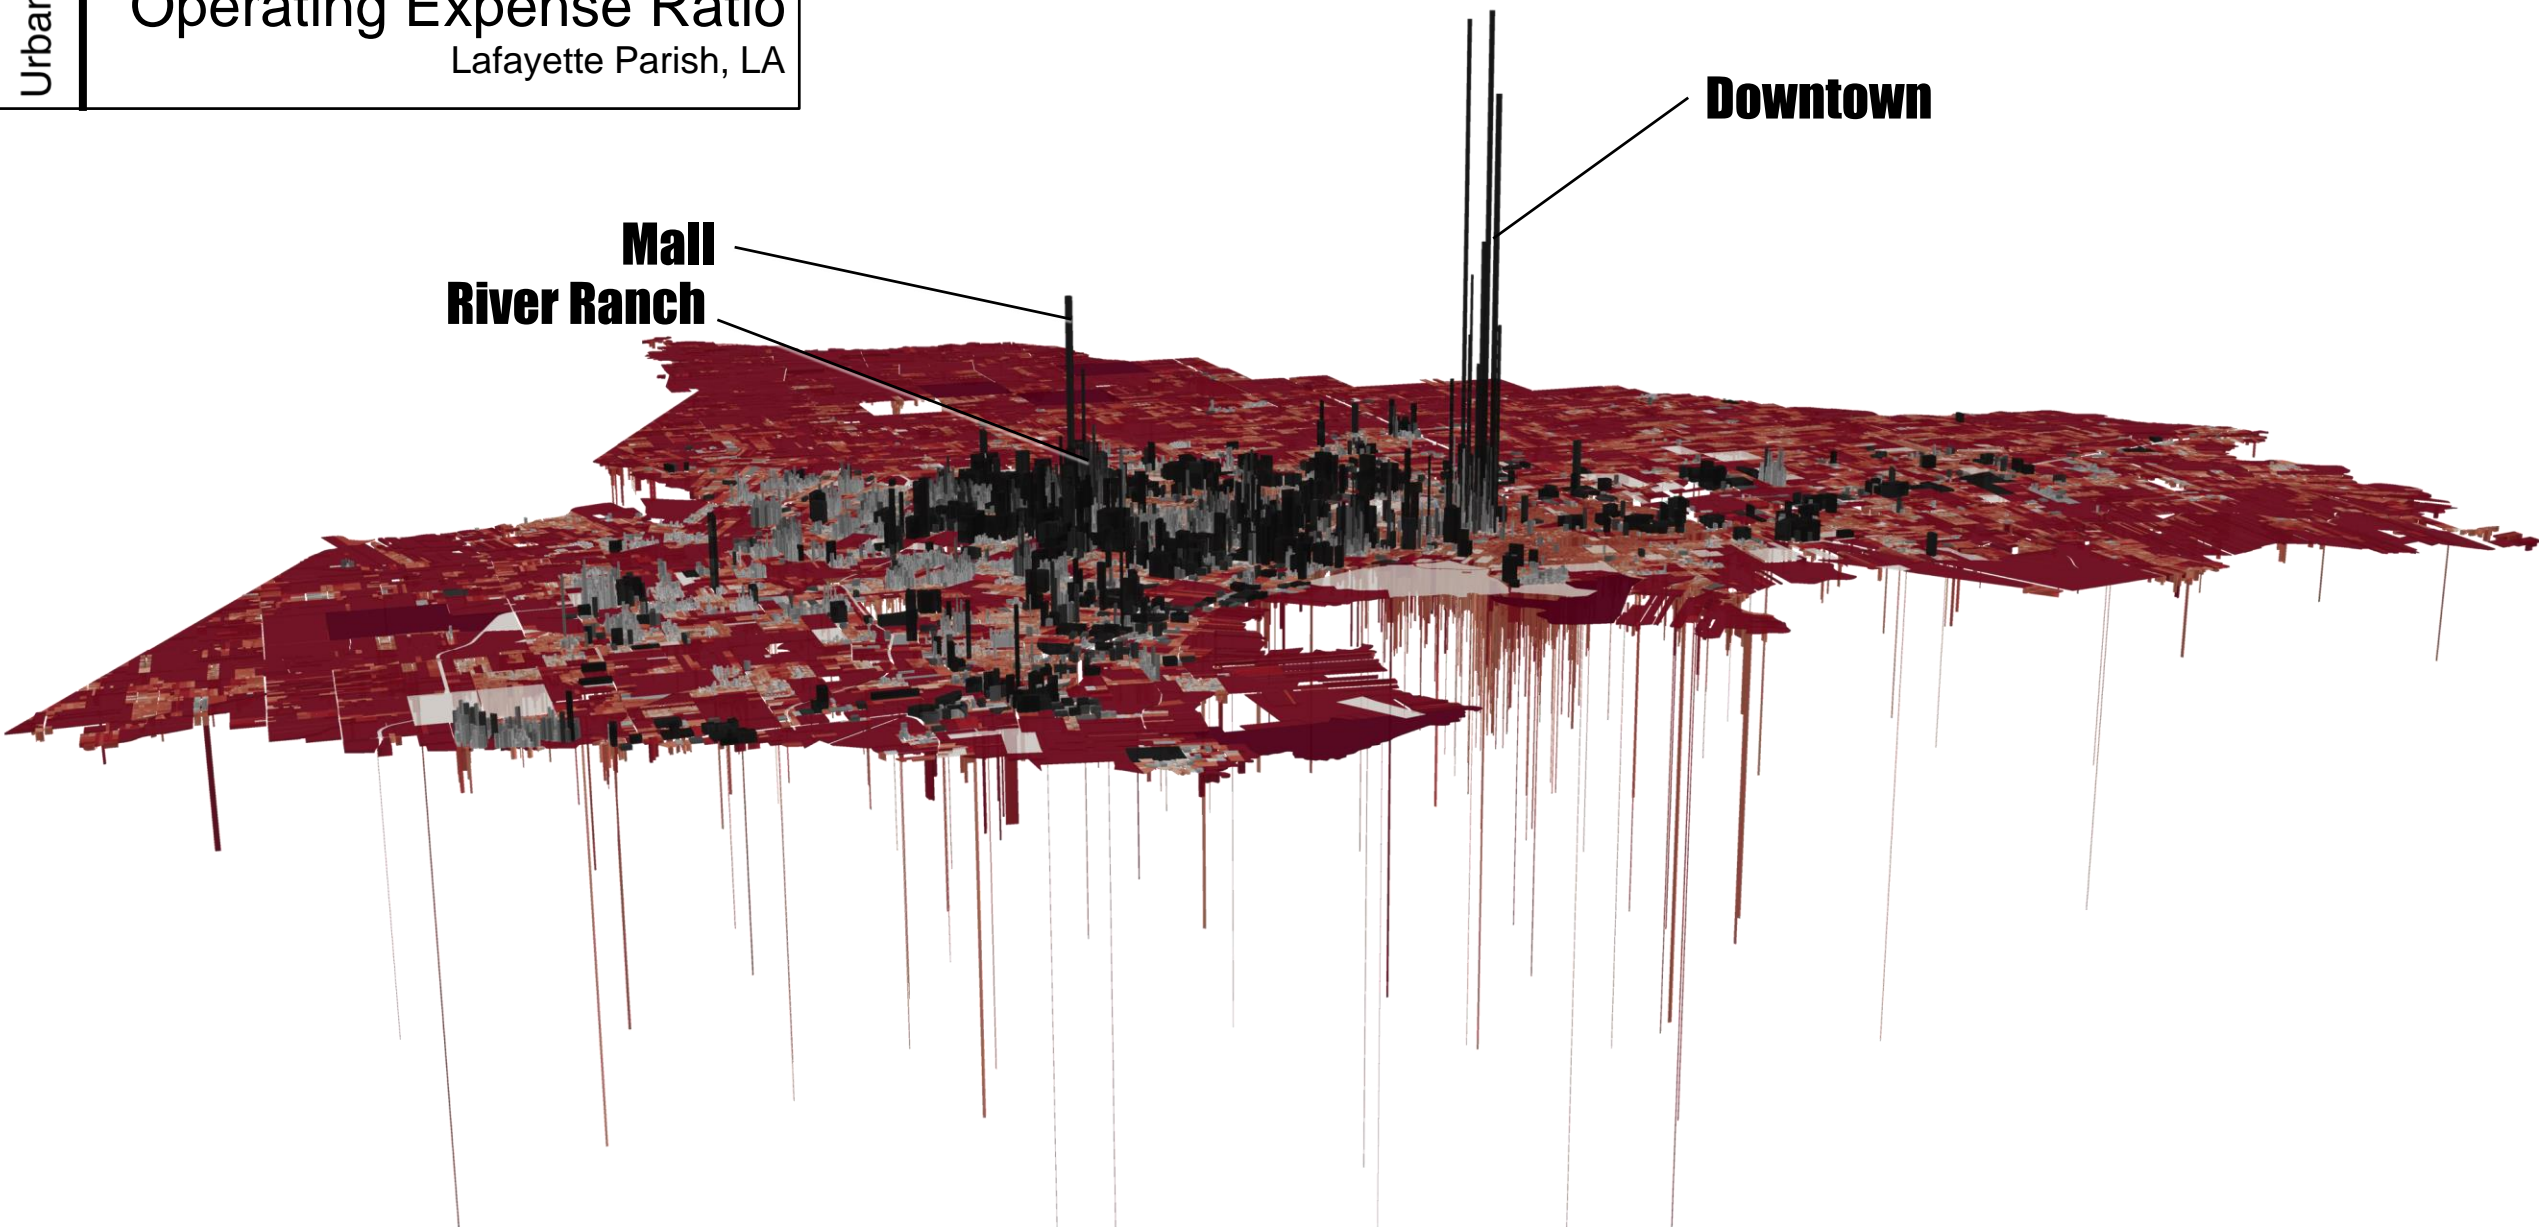 Operating Expense Ratio
Lafayette Parish, LA
Downtown
Mall
River Ranch